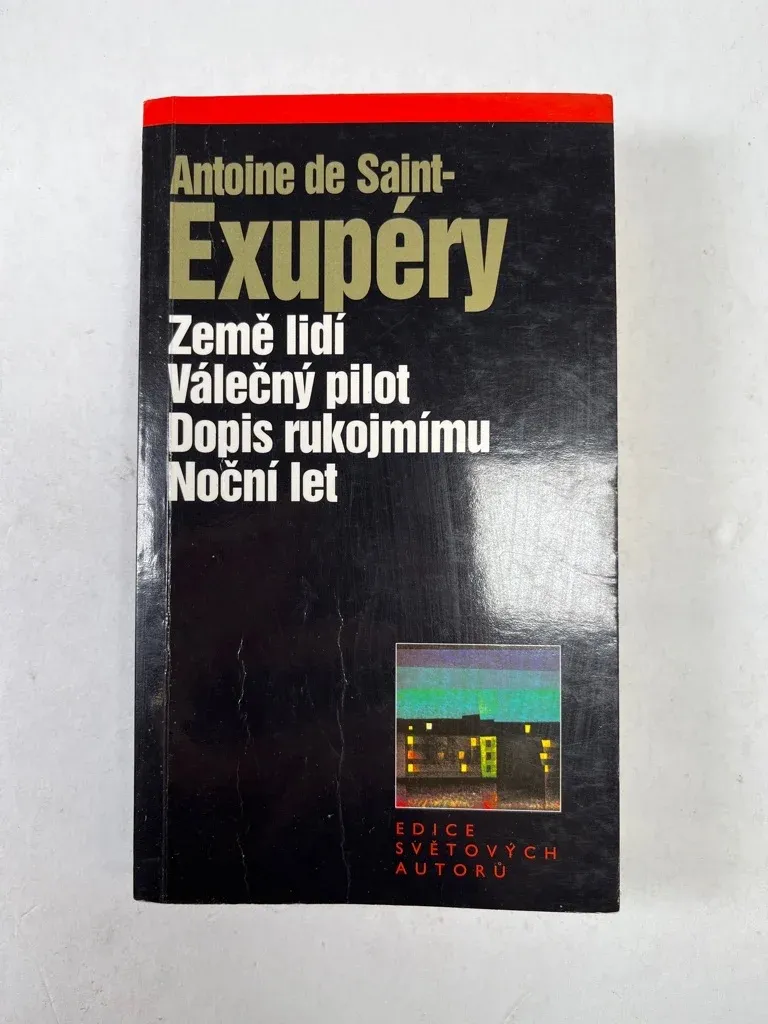 Antoine de Saint-
Exupéry
Země lidí
Válečný pilot
Dopis rukojmímu
Noční let
EDICE
SVĚTOVÝCH
AUTORŮ